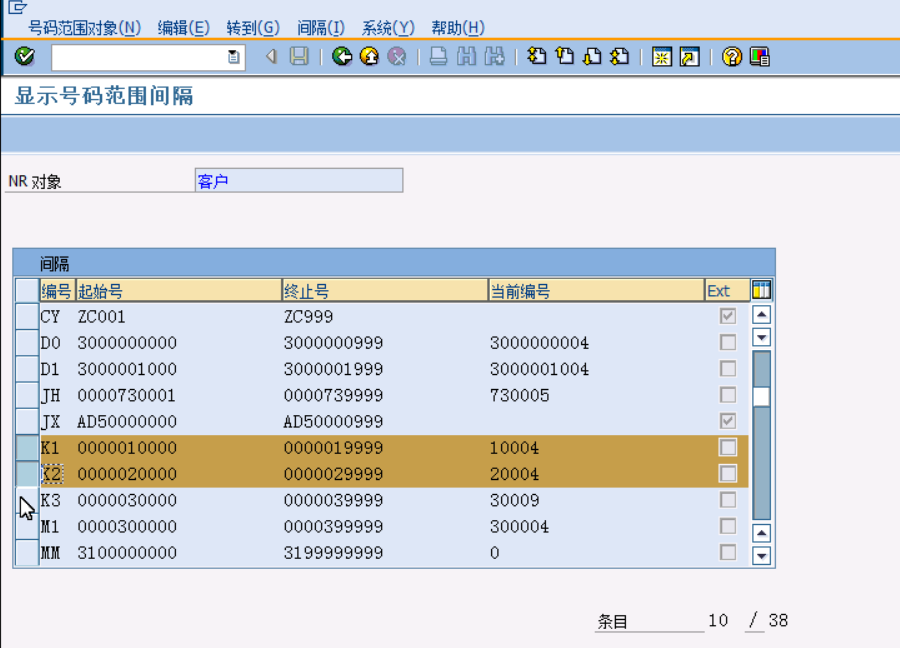 号码范围对象(N) 编辑(E) 转到(G) 间隔(I) 系统(Y) 帮助(H)
显示号码范围间隔
NR 对象 客户
间隔
编号 起始号 终止号 当前编号 Ext
CY ZC001 ZC999
D0 3000000000 3000000999 3000000004
D1 3000001000 3000001999 3000001004
JH 0000730001 0000739999 730005
JX AD50000000 AD50000999
K1 0000010000 0000019999 10004
K2 0000020000 0000029999 20004
K3 0000030000 0000039999 30009
M1 0000300000 0000399999 300004
MM 3100000000 3199999999 0
条目 10 / 38